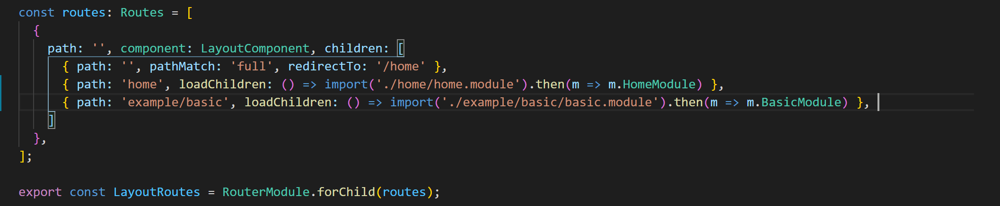 const routes: Routes = [
  {
    path: '', component: LayoutComponent, children: [
      { path: '', pathMatch: 'full', redirectTo: '/home' },
      { path: 'home', loadChildren: () => import('./home/home.module').then(m => m.HomeModule) },
      { path: 'example/basic', loadChildren: () => import('./example/basic/basic.module').then(m => m.BasicModule) },
    ]
  },
];

export const LayoutRoutes = RouterModule.forChild(routes);